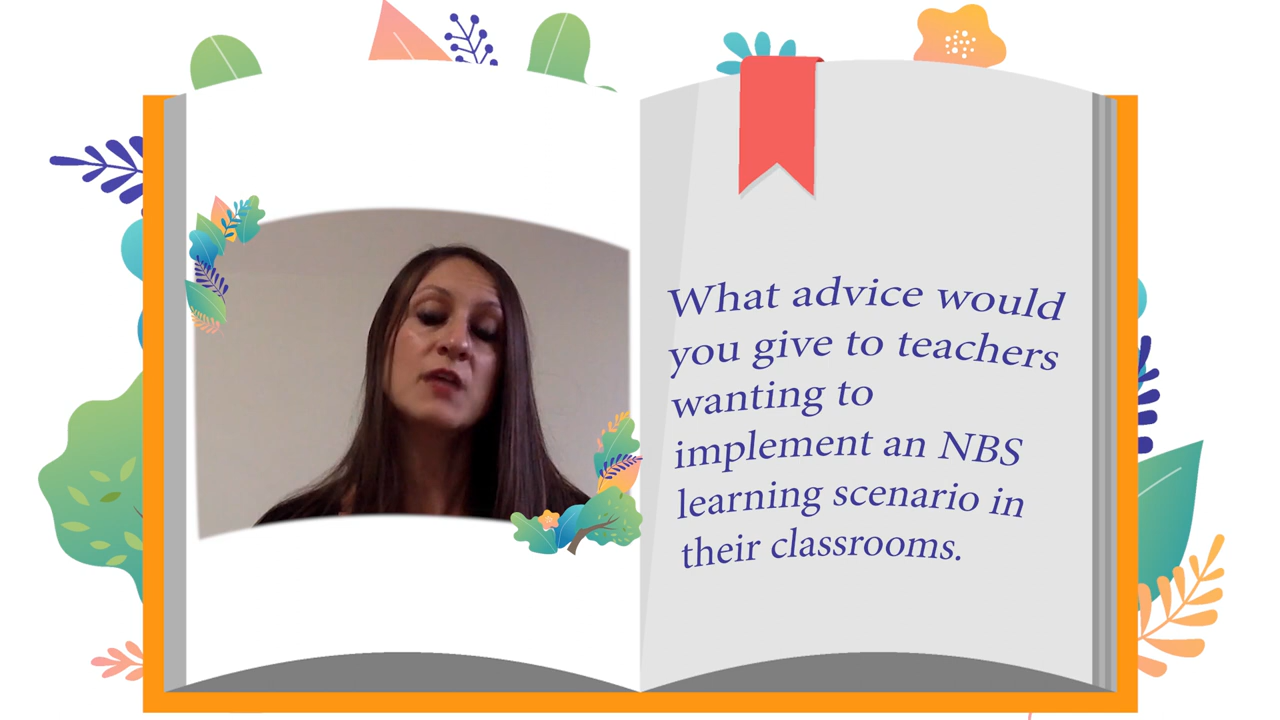 What advice would
you give to teachers
wanting to
implement an NBS
learning scenario in
their classrooms.